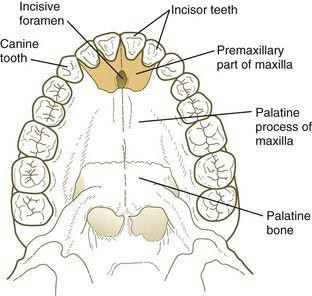 Incisive
foramen
Incisor teeth
Canine
tooth
Premaxillary
part of maxilla
Palatine
process of
maxilla
Palatine
bone